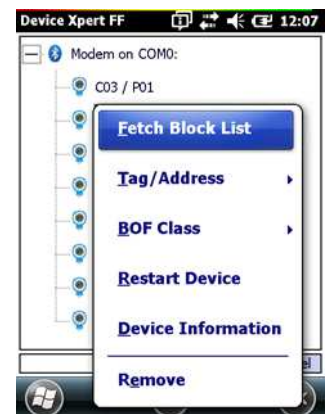 Device Xpert FF 12:07
Modem on COM0:
C03 / P01
Fetch Block List
Tag/Address
BOF Class
Restart Device
Device Information
Remove